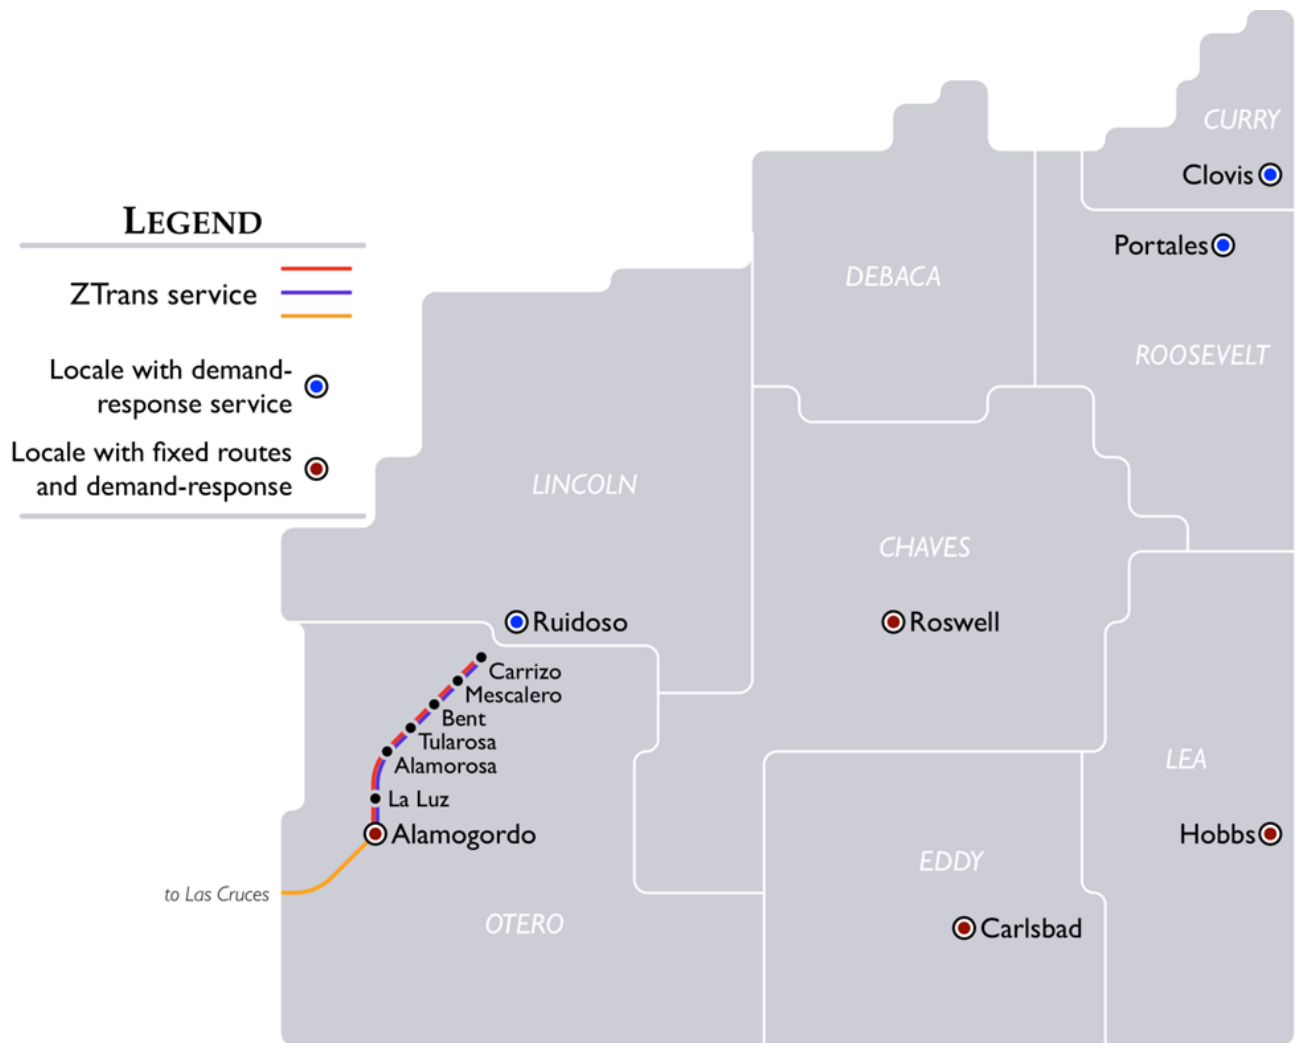 LEGEND
ZTrans service
Locale with demand-
response service
Locale with fixed routes
and demand-response
CURRY
Clovis
Portales
DEBACA
ROOSEVELT
LINCOLN
CHAVES
Ruidoso
Roswell
Carrizo
Mescalero
Bent
Tularosa
Alamorosa
La Luz
Alamogordo
LEA
Hobbs
EDDY
to Las Cruces
OTERO
Carlsbad